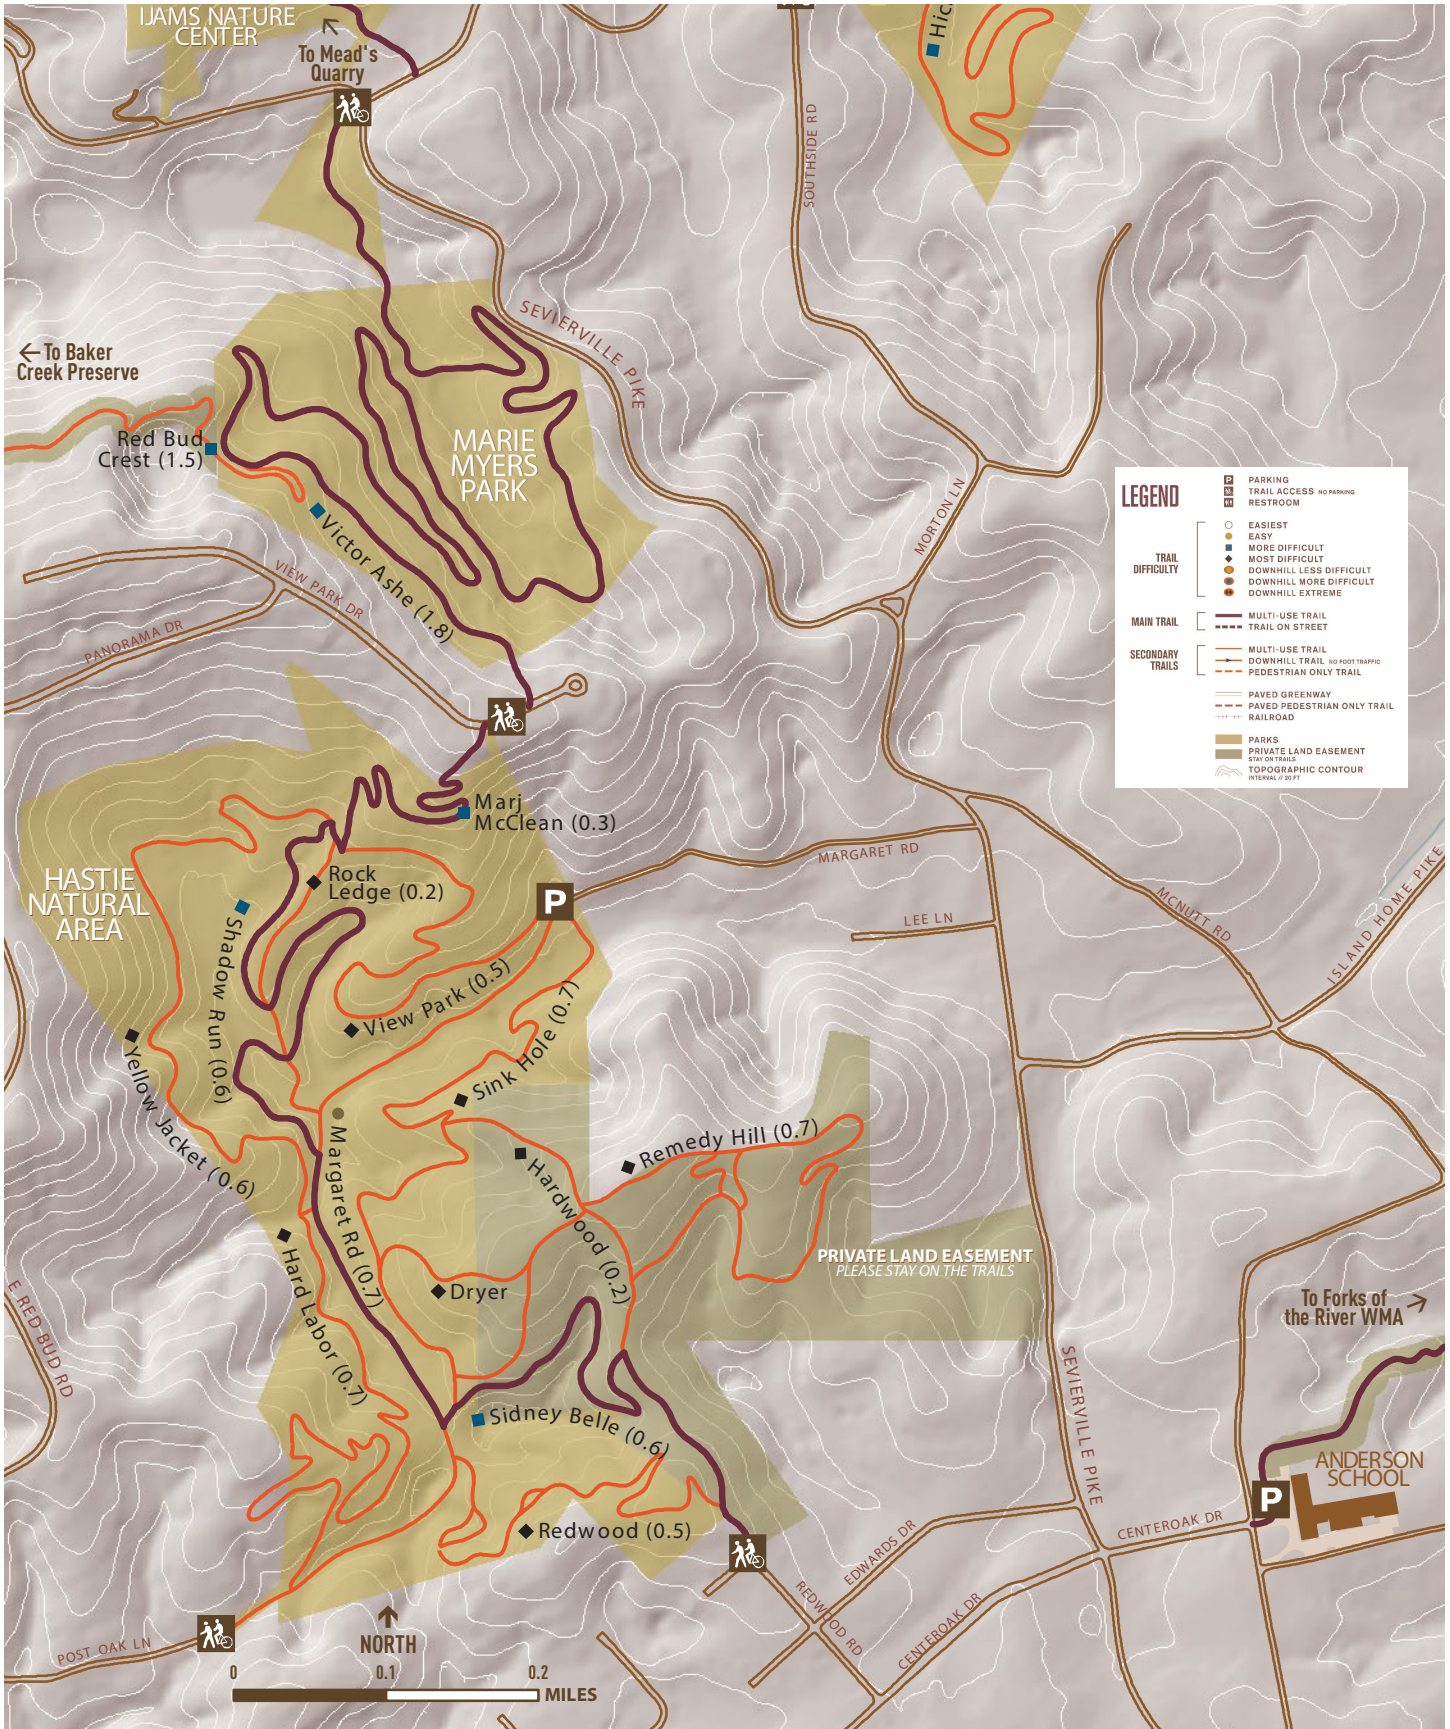 IJAMS NATURE
CENTER
To Mead's
Quarry
Hic
SOUTHSIDE RD
SEVIERVILLE PIKE
To Baker
Creek Preserve
Red Bud
Crest (1.5)
MARIE
MYERS
PARK
Victor Ashe (1.8)
VIEW PARK DR
PANORAMA DR
MORTON LN
LEGEND
P PARKING
TRAIL ACCESS NO PARKING
RESTROOM
TRAIL
DIFFICULTY
EASIEST
EASY
MORE DIFFICULT
MOST DIFFICULT
DOWNHILL LESS DIFFICULT
DOWNHILL MORE DIFFICULT
DOWNHILL EXTREME
MAIN TRAIL
MULTI-USE TRAIL
TRAIL ON STREET
SECONDARY
TRAILS
MULTI-USE TRAIL
DOWNHILL TRAIL NO FOOT TRAFFIC
PEDESTRIAN ONLY TRAIL
PAVED GREENWAY
PAVED PEDESTRIAN ONLY TRAIL
RAILROAD
PARKS
PRIVATE LAND EASEMENT
STAY ON TRAILS
TOPOGRAPHIC CONTOUR
INTERVAL // 20 FT
Marj
McClean (0.3)
MARGARET RD
HASTIE
NATURAL
AREA
Rock
Ledge (0.2)
P
LEE LN
MCNUTT RD
ISLAND HOME PIKE
Shadow Run (0.6)
View Park (0.5)
Sink Hole (0.7)
Yellow Jacket (0.6)
Margaret Rd (0.7)
Hardwood (0.2)
Remedy Hill (0.7)
Hard Labor (0.7)
Dryer
PRIVATE LAND EASEMENT
PLEASE STAY ON THE TRAILS
To Forks of
the River WMA
E RED BUD RD
SEVIERVILLE PIKE
Sidney Belle (0.6)
ANDERSON
SCHOOL
P
Redwood (0.5)
CENTEROAK DR
EDWARDS DR
REDWOOD RD
CENTEROAK DR
POST OAK LN
NORTH
0 0.1 0.2
MILES